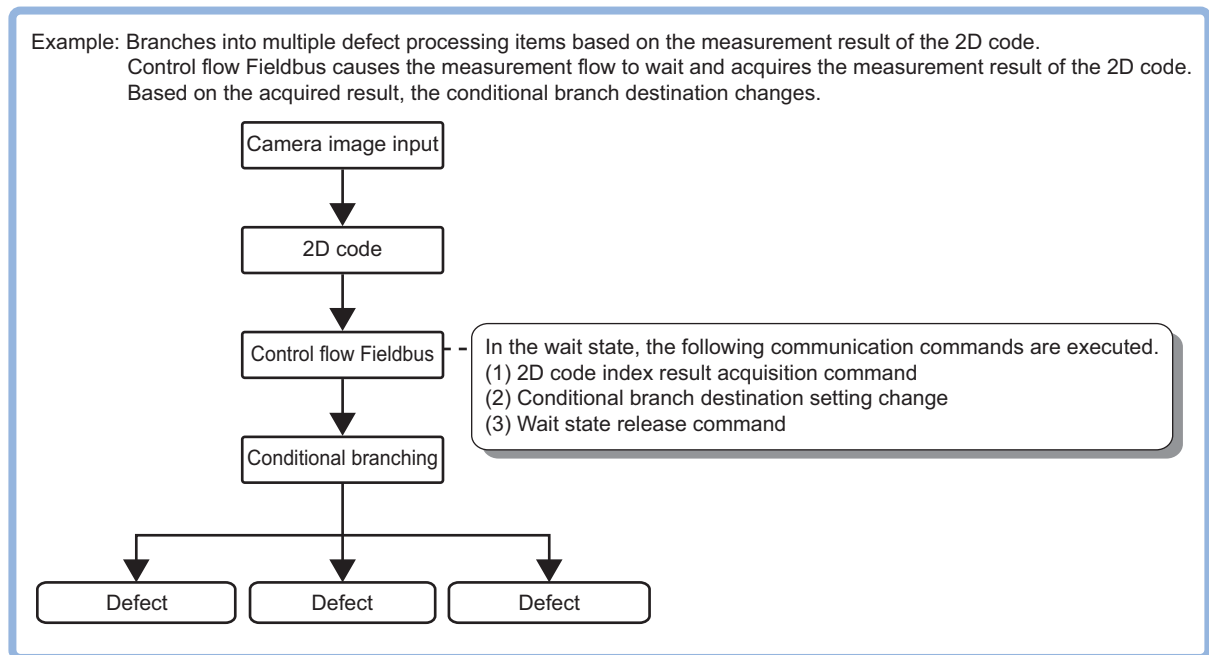 Example: Branches into multiple defect processing items based on the measurement result of the 2D code.
Control flow Fieldbus causes the measurement flow to wait and acquires the measurement result of the 2D code.
Based on the acquired result, the conditional branch destination changes.
Camera image input
2D code
Control flow Fieldbus
In the wait state, the following communication commands are executed.
(1) 2D code index result acquisition command
(2) Conditional branch destination setting change
(3) Wait state release command
Conditional branching
Defect
Defect
Defect